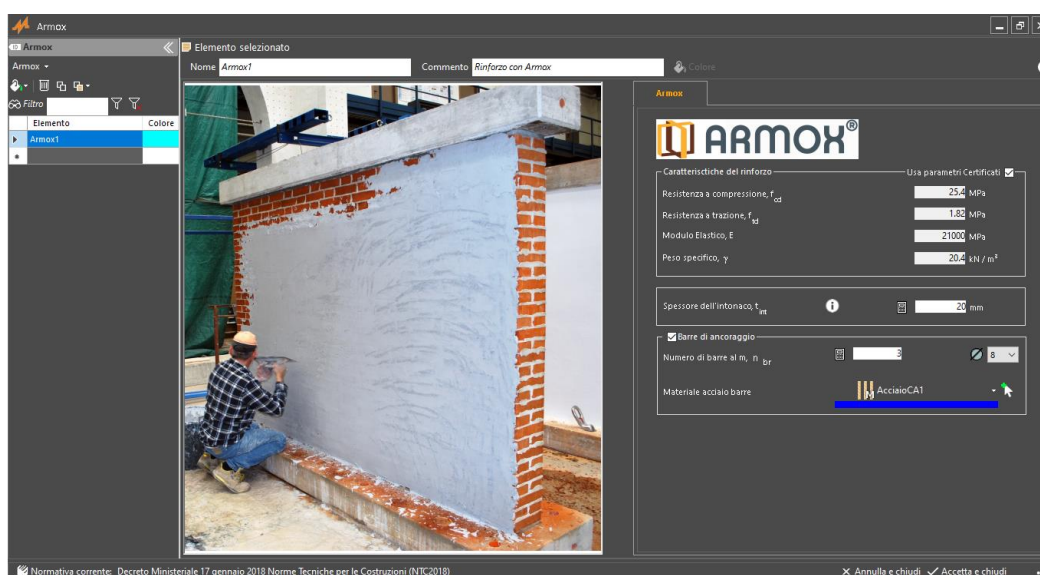 Armox
Armox
Elemento selezionato
Armox
Nome Armox1 Commento Rinforzo con Armox Colore
Filtro
Elemento Colore
Armox1
Armox
ARMOX®
Caratterisctiche del rinforzo Usa parametri Certificati
Resistenza a compressione, fcd 25.4 MPa
Resistenza a trazione, ftd 1.82 MPa
Modulo Elastico, E 21000 MPa
Peso specifico, γ 20.4 kN / m³
Spessore dell'intonaco, tint 20 mm
Barre di ancoraggio
Numero di barre al m, n br 3 8
Materiale acciaio barre M AcciaioCA1
Normativa corrente: Decreto Ministeriale 17 gennaio 2018 Norme Tecniche per le Costruzioni (NTC2018) Annulla e chiudi Accetta e chiudi